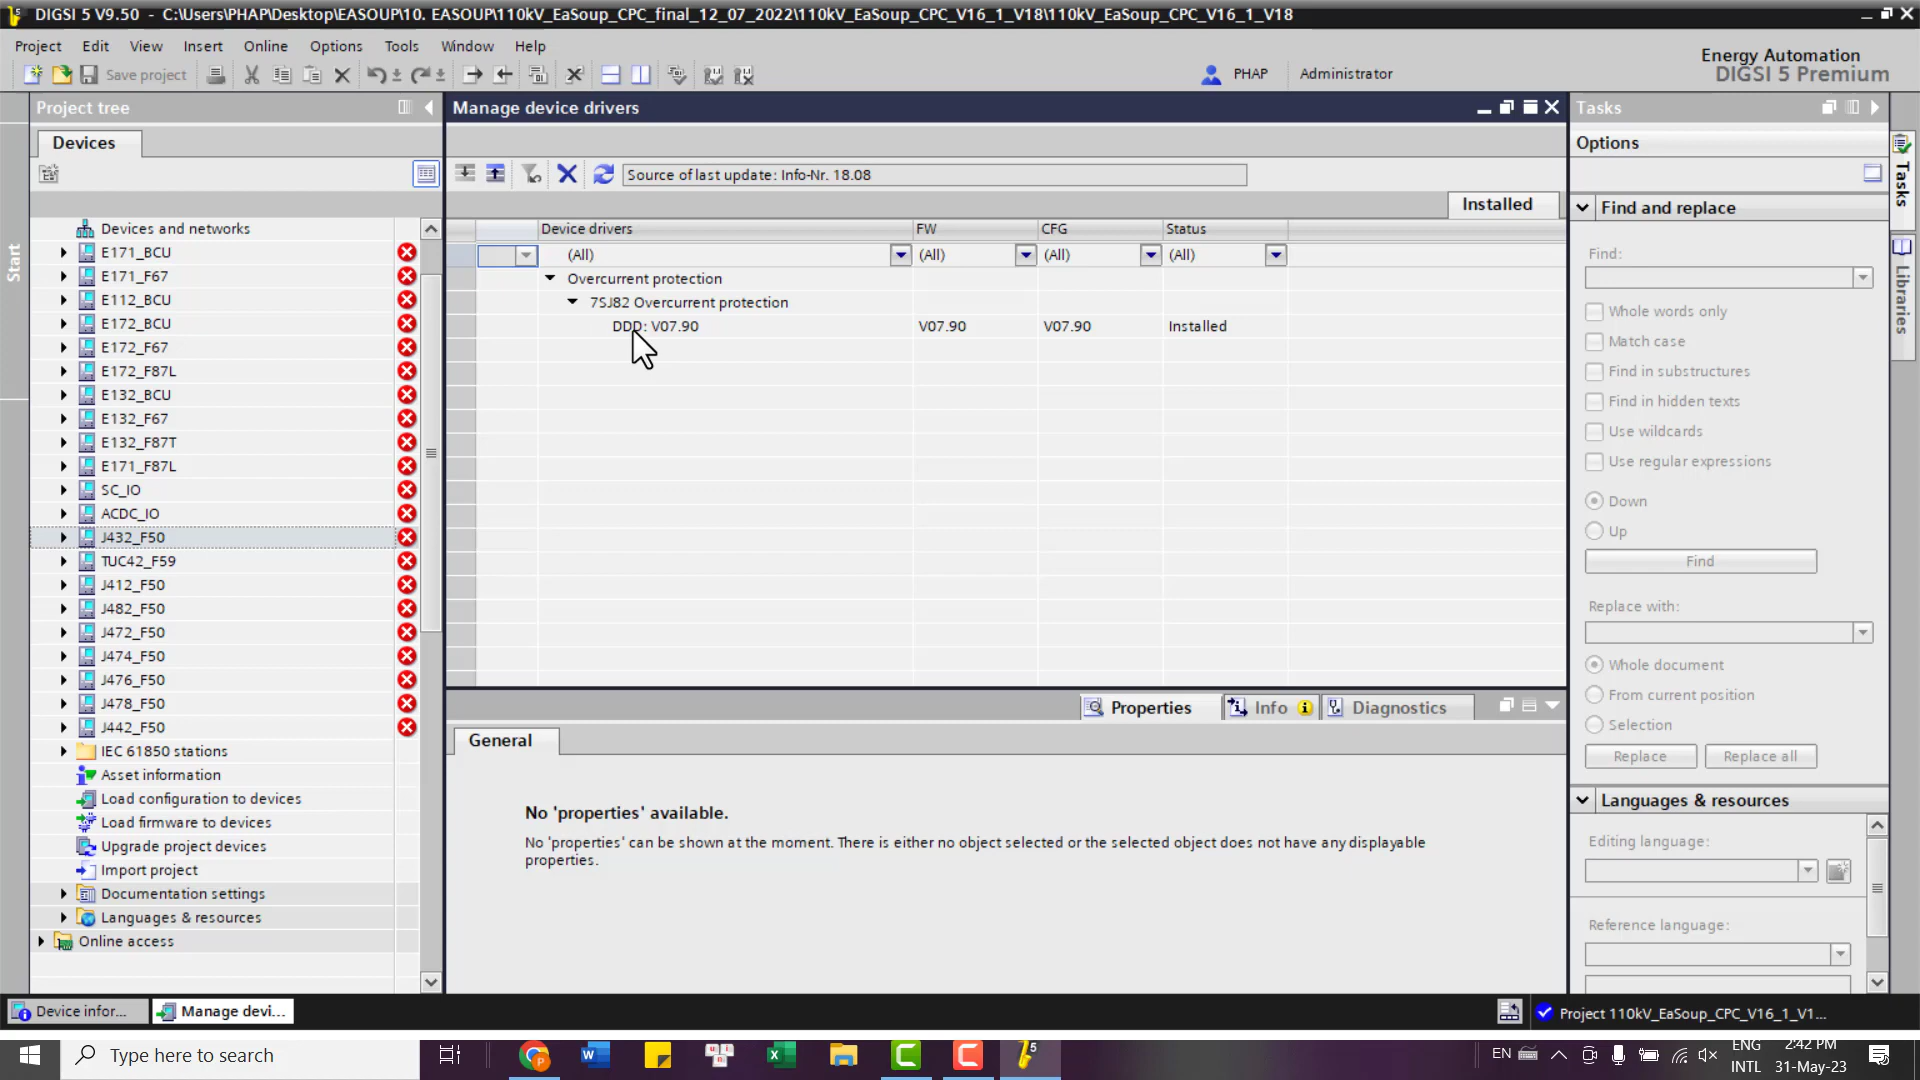 DIGSI 5 V9.50 - C:\Users\PHAP\Desktop\EASOUP\10. EASOUP\110kV_EaSoup_CPC_final_12_07_2022\110kV_EaSoup_CPC_V16_1_V18\110kV_EaSoup_CPC_V16_1_V18
Project Edit View Insert Online Options Tools Window Help
Energy Automation
DIGSI 5 Premium
Save project
PHAP
Administrator
Project tree
Manage device drivers
Tasks
Devices
Options
Source of last update: Info-Nr. 18.08
Installed
Find and replace
Start
Tasks
Libraries
Device drivers FW CFG Status
(All) (All) (All) (All)
Overcurrent protection
7SJ82 Overcurrent protection
DDD: V07.90 V07.90 V07.90 Installed
Devices and networks
E171_BCU
E171_F67
E112_BCU
E172_BCU
E172_F67
E172_F87L
E132_BCU
E132_F67
E132_F87T
E171_F87L
SC_IO
ACDC_IO
J432_F50
TUC42_F59
J412_F50
J482_F50
J472_F50
J474_F50
J476_F50
J478_F50
J442_F50
IEC 61850 stations
Asset information
Load configuration to devices
Load firmware to devices
Upgrade project devices
Import project
Documentation settings
Languages & resources
Online access
Properties
Info
Diagnostics
General
No 'properties' available.
No 'properties' can be shown at the moment. There is either no object selected or the selected object does not have any displayable
properties.
Find:
Whole words only
Match case
Find in substructures
Find in hidden texts
Use wildcards
Use regular expressions
Down
Up
Find
Replace with:
Whole document
From current position
Selection
Replace
Replace all
Languages & resources
Editing language:
Reference language:
Device infor...
Manage devi...
Project 110kV_EaSoup_CPC_V16_1_V1...
Type here to search
EN
ENG
INTL
2:42 PM
31-May-23